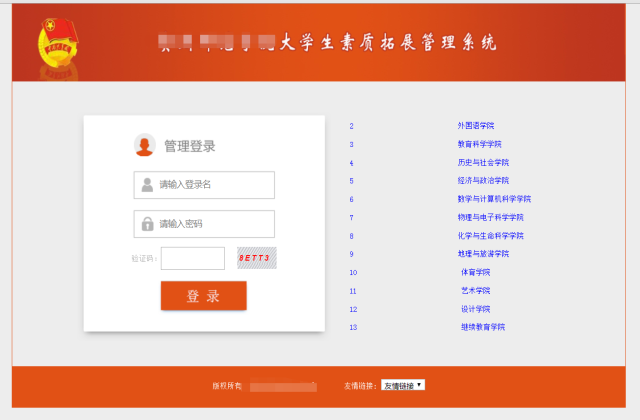 大学生素质拓展管理系统
管理登录
请输入登录名
请输入密码
验证码:
8ETT3
登 录
2 外国语学院
3 教育科学学院
4 历史与社会学院
5 经济与政治学院
6 数学与计算机科学学院
7 物理与电子科学学院
8 化学与生命科学学院
9 地理与旅游学院
10 体育学院
11 艺术学院
12 设计学院
13 继续教育学院
版权所有
友情链接: 友情链接